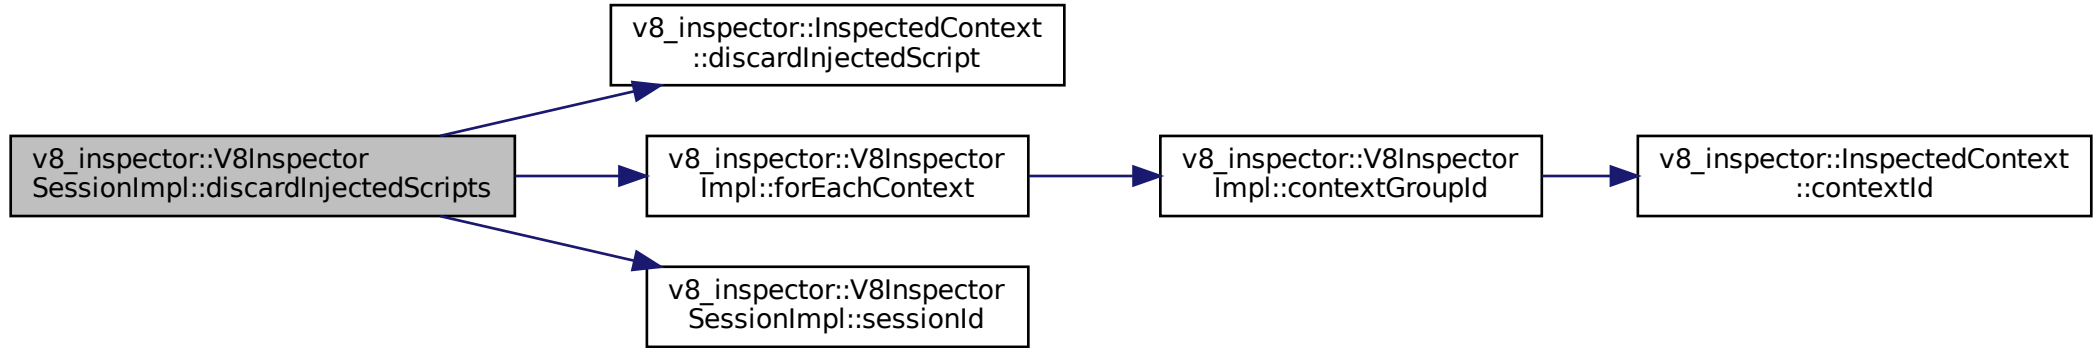 v8_inspector::InspectedContext
::discardInjectedScript
v8_inspector::V8Inspector
SessionImpl::discardInjectedScripts
v8_inspector::V8Inspector
Impl::forEachContext
v8_inspector::V8Inspector
Impl::contextGroupId
v8_inspector::InspectedContext
::contextId
v8_inspector::V8Inspector
SessionImpl::sessionId